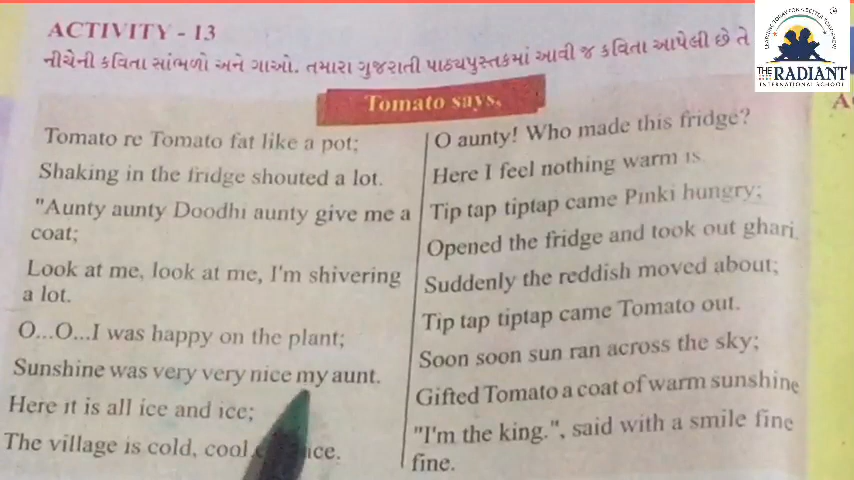 ACTIVITY - 13
નીચેની કવિતા સાંભળો અને ગાઓ. તમારા ગુજરાતી પાઠ્યપુસ્તકમાં આવી જ કવિતા આપેલી છે તે
Tomato says,
Tomato re Tomato fat like a pot;
Shaking in the fridge shouted a lot.
"Aunty aunty Doodhi aunty give me a
coat;
Look at me, look at me, I'm shivering
a lot.
O...O...I was happy on the plant;
Sunshine was very very nice my aunt.
Here it is all ice and ice;
The village is cold, cool
O aunty! Who made this fridge?
Here I feel nothing warm is
Tip tap tiptap came Pinki hungry;
Opened the fridge and took out ghari.
Suddenly the reddish moved about;
Tip tap tiptap came Tomato out.
Soon soon sun ran across the sky;
Gifted Tomato a coat of warm sunshine
"I'm the king.", said with a smile fine
fine.
THE RADIANT
INTERNATIONAL SCHOOL